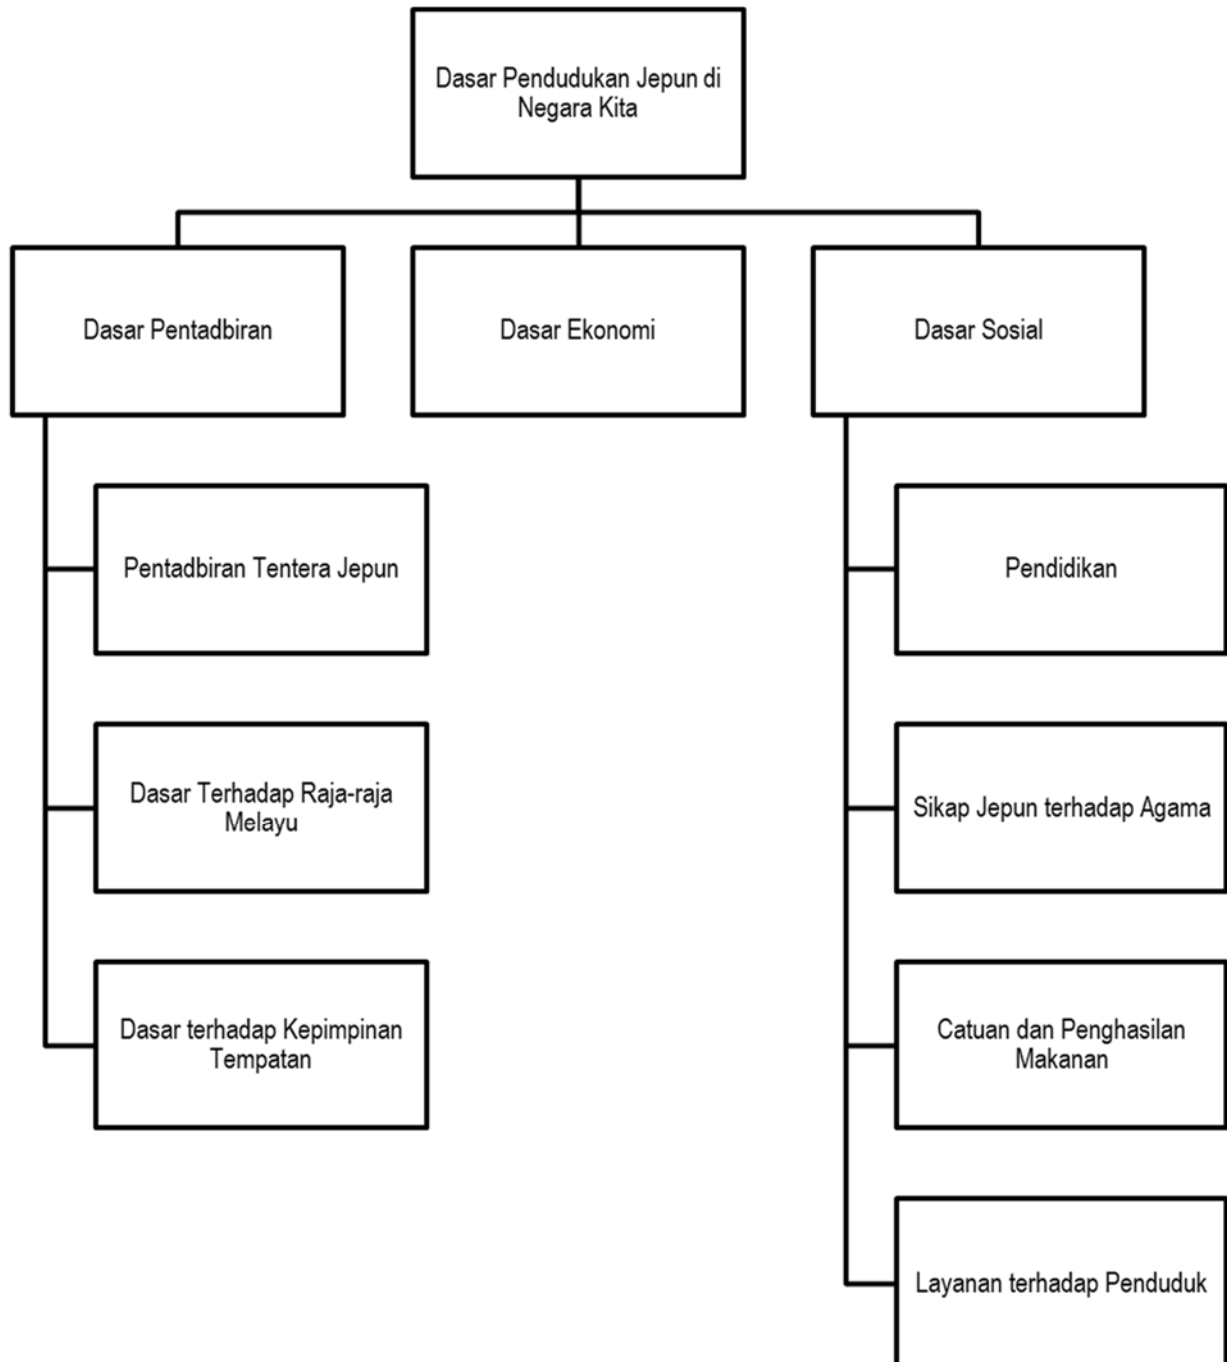 Dasar Pendudukan Jepun di
Negara Kita
Dasar Pentadbiran
Dasar Ekonomi
Dasar Sosial
Pentadbiran Tentera Jepun
Dasar Terhadap Raja-raja
Melayu
Dasar terhadap Kepimpinan
Tempatan
Pendidikan
Sikap Jepun terhadap Agama
Catuan dan Penghasilan
Makanan
Layanan terhadap Penduduk